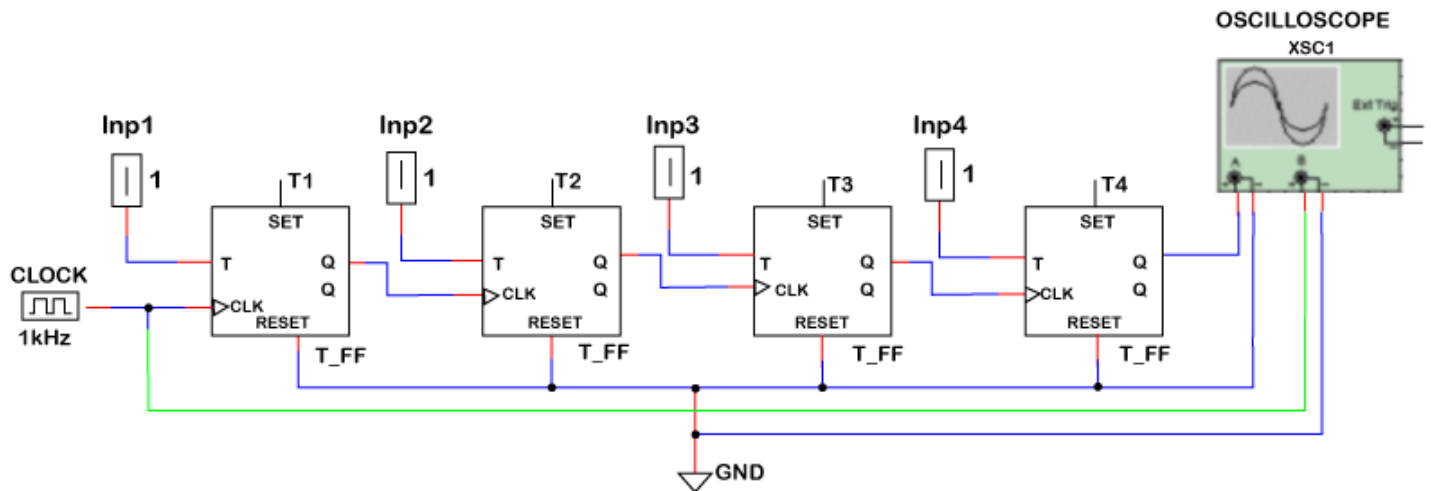 OSCILLOSCOPE
XSC1
Ext Trig
A
B
Inp1
1
Inp2
1
Inp3
1
Inp4
1
T1
SET
T
Q
Q
CLK
RESET
T_FF
T2
SET
T
Q
Q
CLK
RESET
T_FF
T3
SET
T
Q
Q
CLK
RESET
T_FF
T4
SET
T
Q
Q
CLK
RESET
T_FF
CLOCK
1kHz
GND